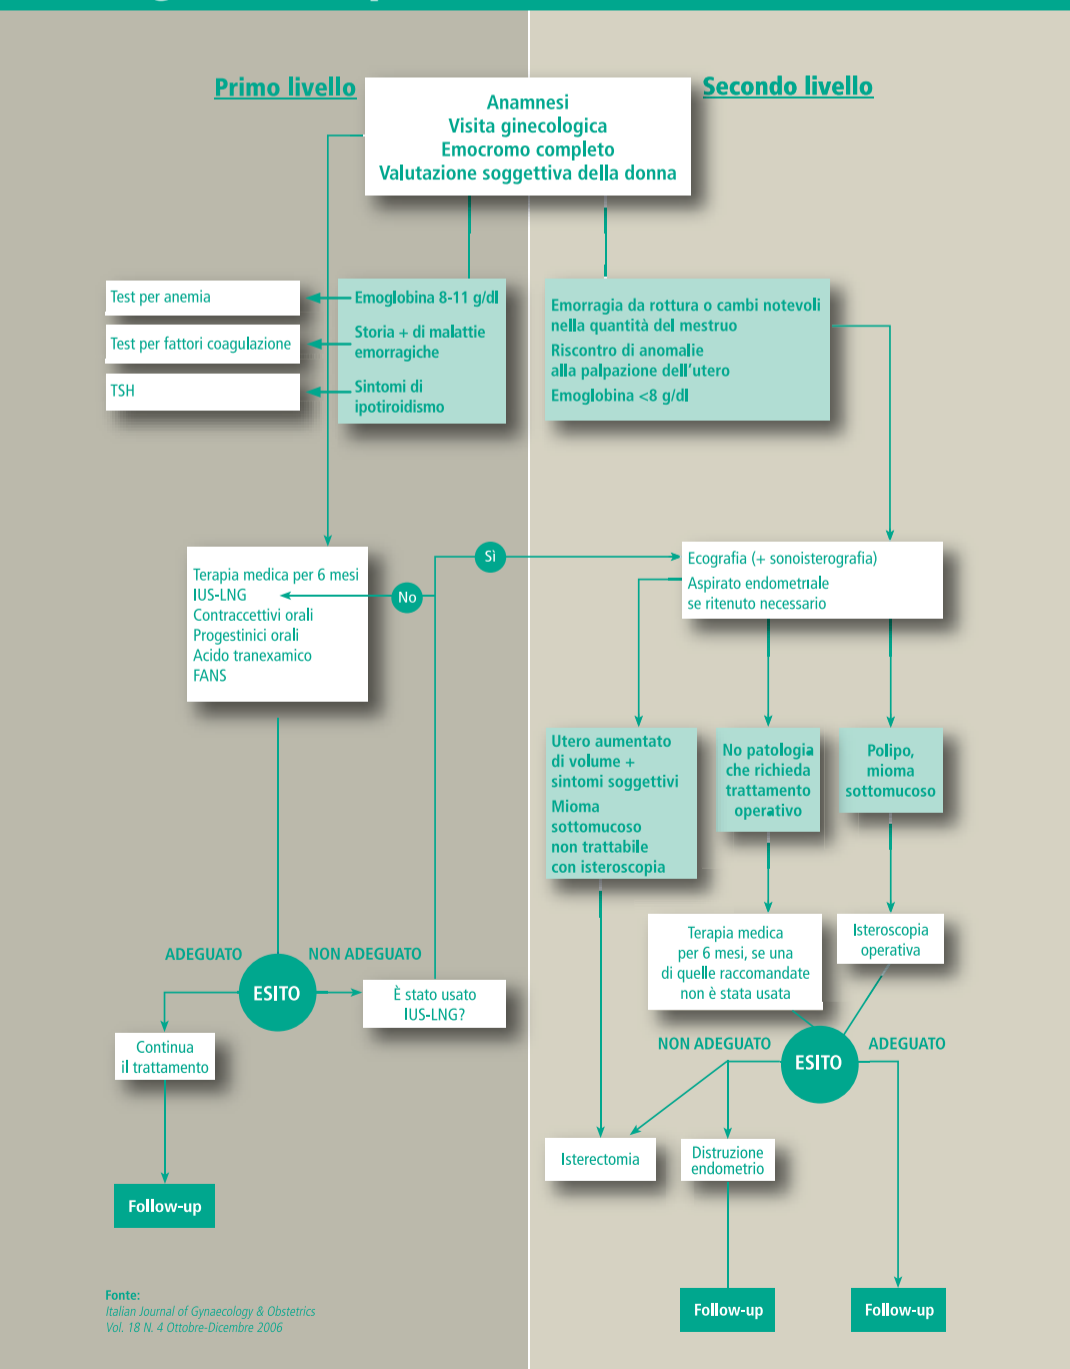 Primo livello
Secondo livello
Anamnesi
Visita ginecologica
Emocromo completo
Valutazione soggettiva della donna
Test per anemia
Test per fattori coagulazione
TSH
Emoglobina 8-11 g/dl
Storia + di malattie
emorragiche
Sintomi di
ipotiroidismo
Emorragia da rottura o cambi notevoli
nella quantità del mestruo
Riscontro di anomalie
alla palpazione dell'utero
Emoglobina <8 g/dl
Terapia medica per 6 mesi
IUS-LNG
Contraccettivi orali
Progestinici orali
Acido tranexamico
FANS
No
Sì
Ecografia (+ sonoisterografia)
Aspirato endometriale
se ritenuto necessario
Utero aumentato
di volume +
sintomi soggettivi
Mioma
sottomucoso
non trattabile
con isteroscopia
No patologia
che richieda
trattamento
operativo
Polipo,
mioma
sottomucoso
Terapia medica
per 6 mesi, se una
di quelle raccomandate
non è stata usata
Isteroscopia
operativa
ADEGUATO
NON ADEGUATO
ESITO
È stato usato
IUS-LNG?
Continua
il trattamento
Follow-up
NON ADEGUATO
ADEGUATO
ESITO
Isterectomia
Distruzione
endometrio
Follow-up
Follow-up
Fonte:
Italian Journal of Gynaecology & Obstetrics
Vol. 18 N. 4 Ottobre-Dicembre 2006